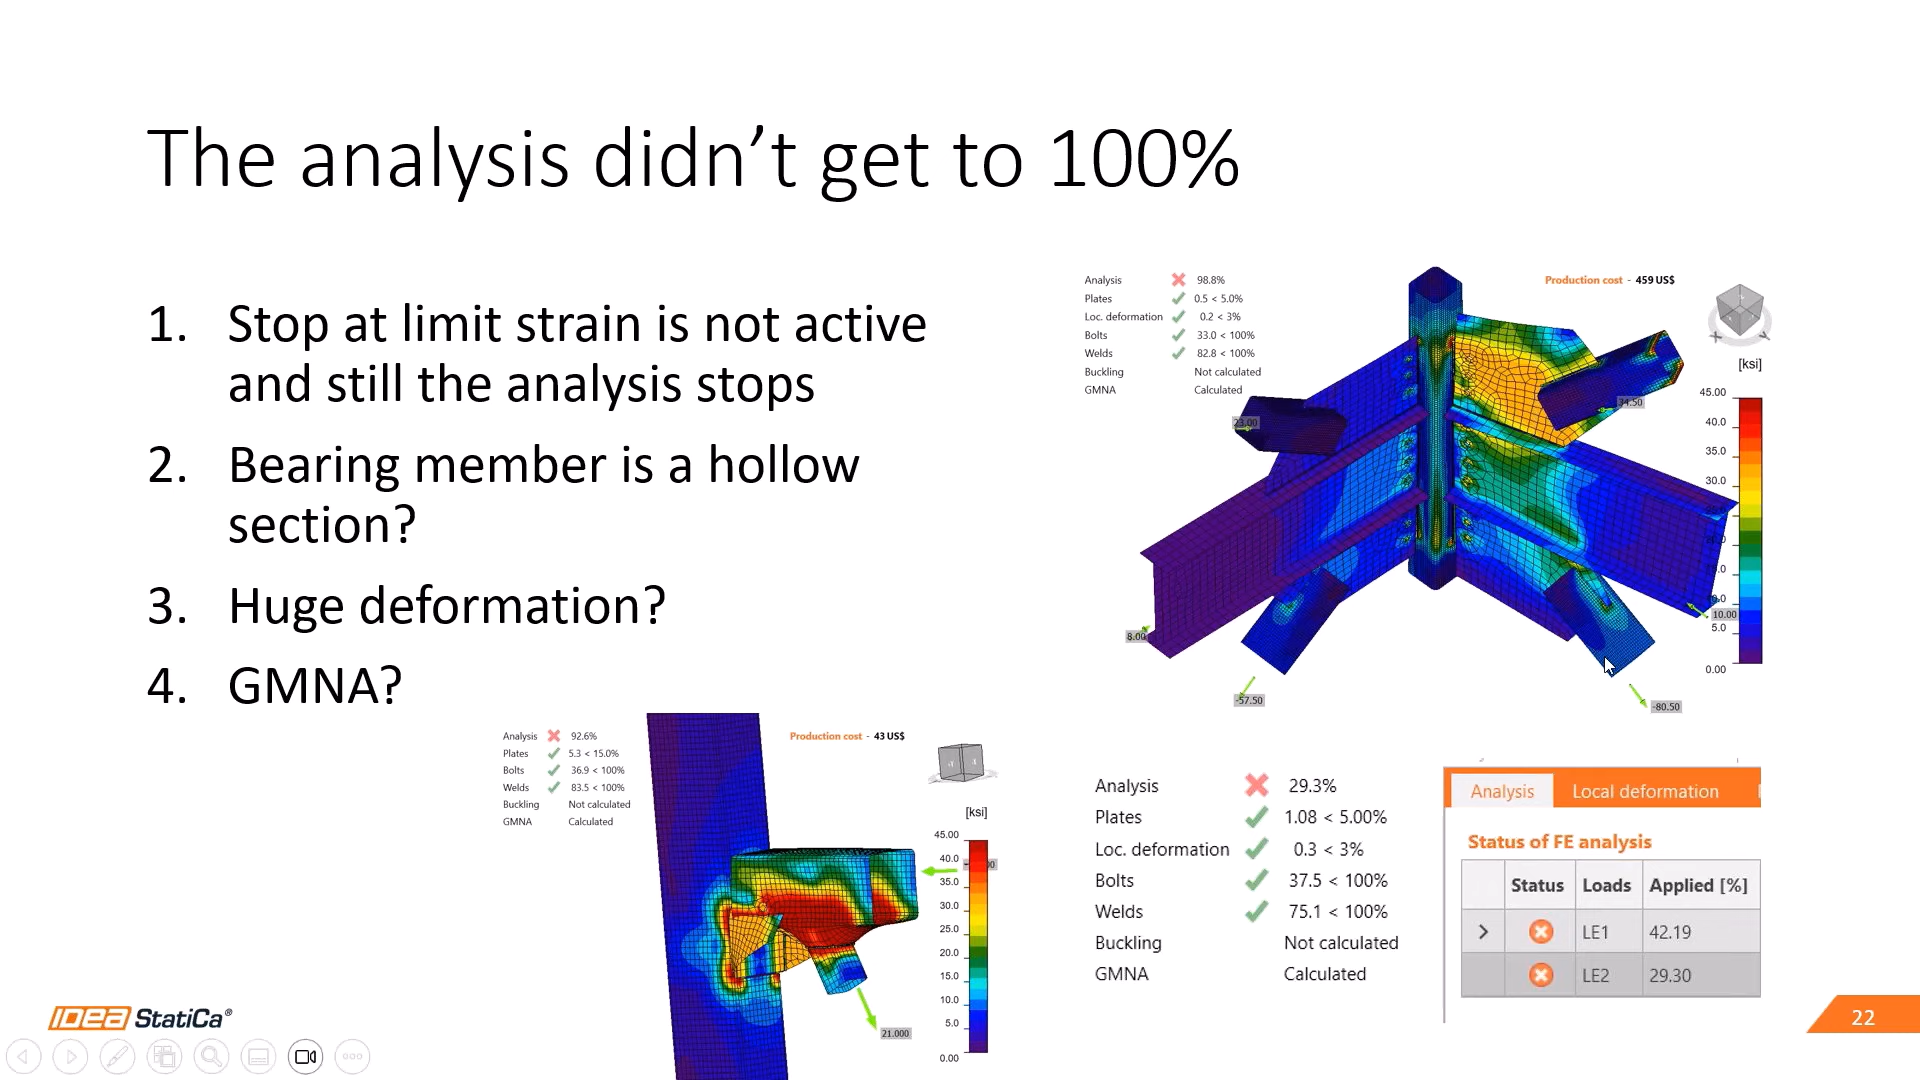 The analysis didn’t get to 100%
1. Stop at limit strain is not active
and still the analysis stops
2. Bearing member is a hollow
section?
3. Huge deformation?
4. GMNA?
Analysis 98.8%
Plates 0.5 < 5.0%
Loc. deformation 0.2 < 3%
Bolts 33.0 < 100%
Welds 82.8 < 100%
Buckling Not calculated
GMNA Calculated
Production cost - 459 US$
[ksi]
45.00
40.0
35.0
30.0
5.0
0.00
23.00
34.50
8.00
10.00
-57.50
-80.50
Analysis 92.6%
Plates 5.3 < 15.0%
Bolts 36.9 < 100%
Welds 83.5 < 100%
Buckling Not calculated
GMNA Calculated
Production cost - 43 US$
[ksi]
45.00
40.0
35.0
30.0
25.0
20.0
15.0
10.0
5.0
0.00
21.000
Analysis 29.3%
Plates 1.08 < 5.00%
Loc. deformation 0.3 < 3%
Bolts 37.5 < 100%
Welds 75.1 < 100%
Buckling Not calculated
GMNA Calculated
Analysis Local deformation
Status of FE analysis
Status Loads Applied [%]
LE1 42.19
LE2 29.30
IDEA StatiCa®
22